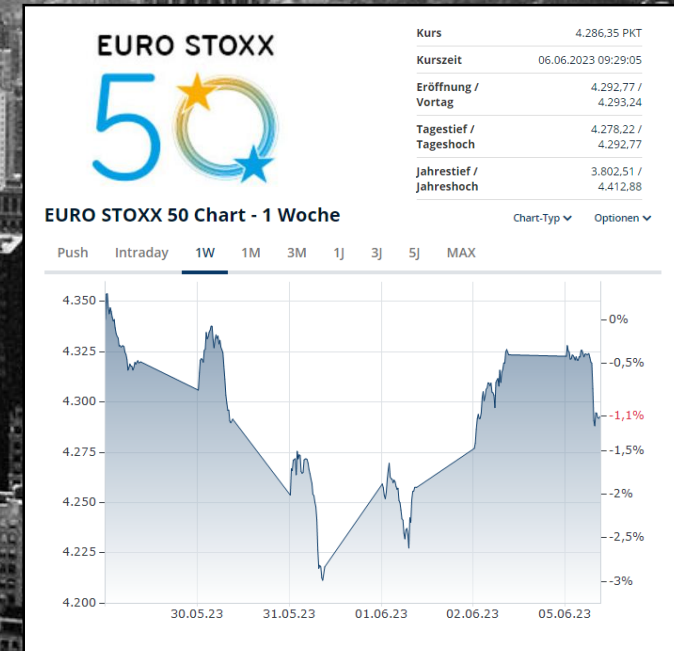 EURO STOXX
50
Kurs 4.286,35 PKT
Kurszeit 06.06.2023 09:29:05
Eröffnung / 4.292,77 /
Vortag 4.293,24
Tagestief / 4.278,22 /
Tageshoch 4.292,77
Jahrestief / 3.802,51 /
Jahreshoch 4.412,88
EURO STOXX 50 Chart - 1 Woche
Chart-Typ Optionen
Push Intraday 1W 1M 3M 1J 3J 5J MAX
4.350
4.325
4.300
4.275
4.250
4.225
4.200
0%
-0,5%
-1,1%
-1,5%
-2%
-2,5%
-3%
30.05.23 31.05.23 01.06.23 02.06.23 05.06.23